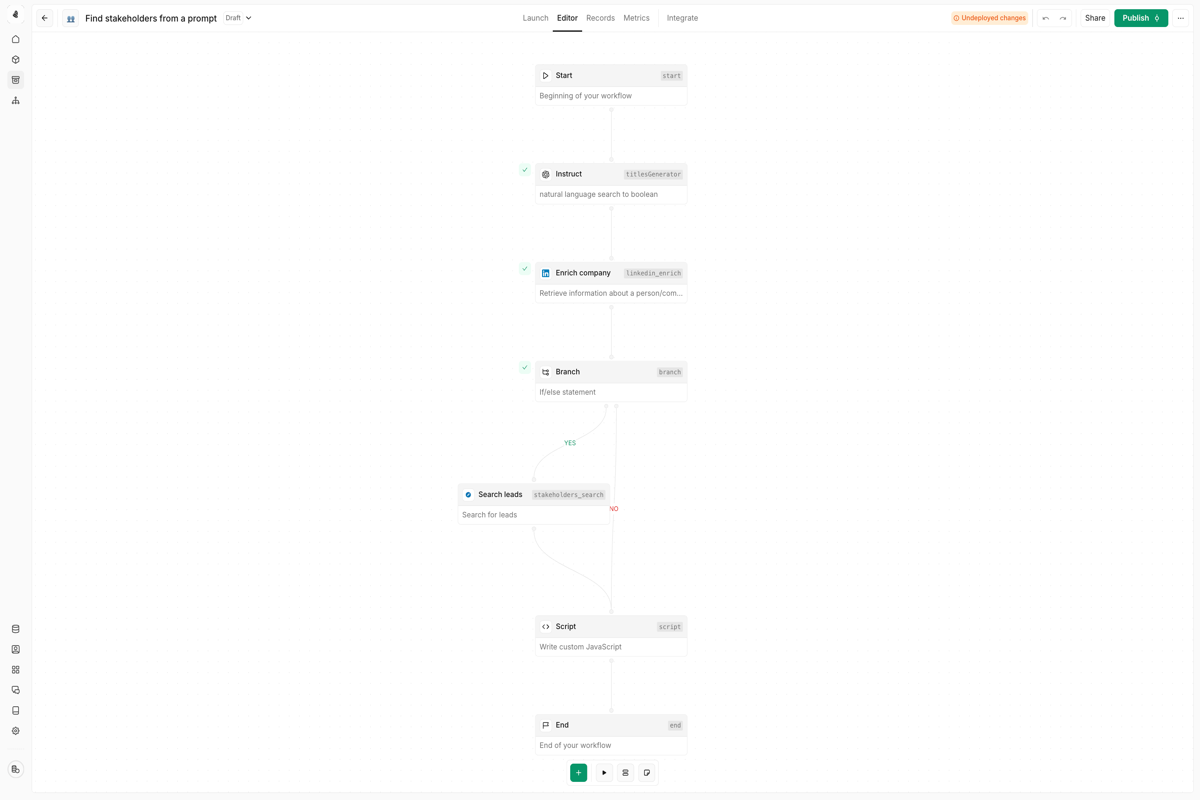 Find stakeholders from a prompt Draft
Launch Editor Records Metrics Integrate
Undeployed changes Share Publish
Start start
Beginning of your workflow
Instruct titlesGenerator
natural language search to boolean
Enrich company linkedin_enrich
Retrieve information about a person/com...
Branch branch
If/else statement
YES
Search leads stakeholders_search
Search for leads
NO
Script script
Write custom JavaScript
End end
End of your workflow